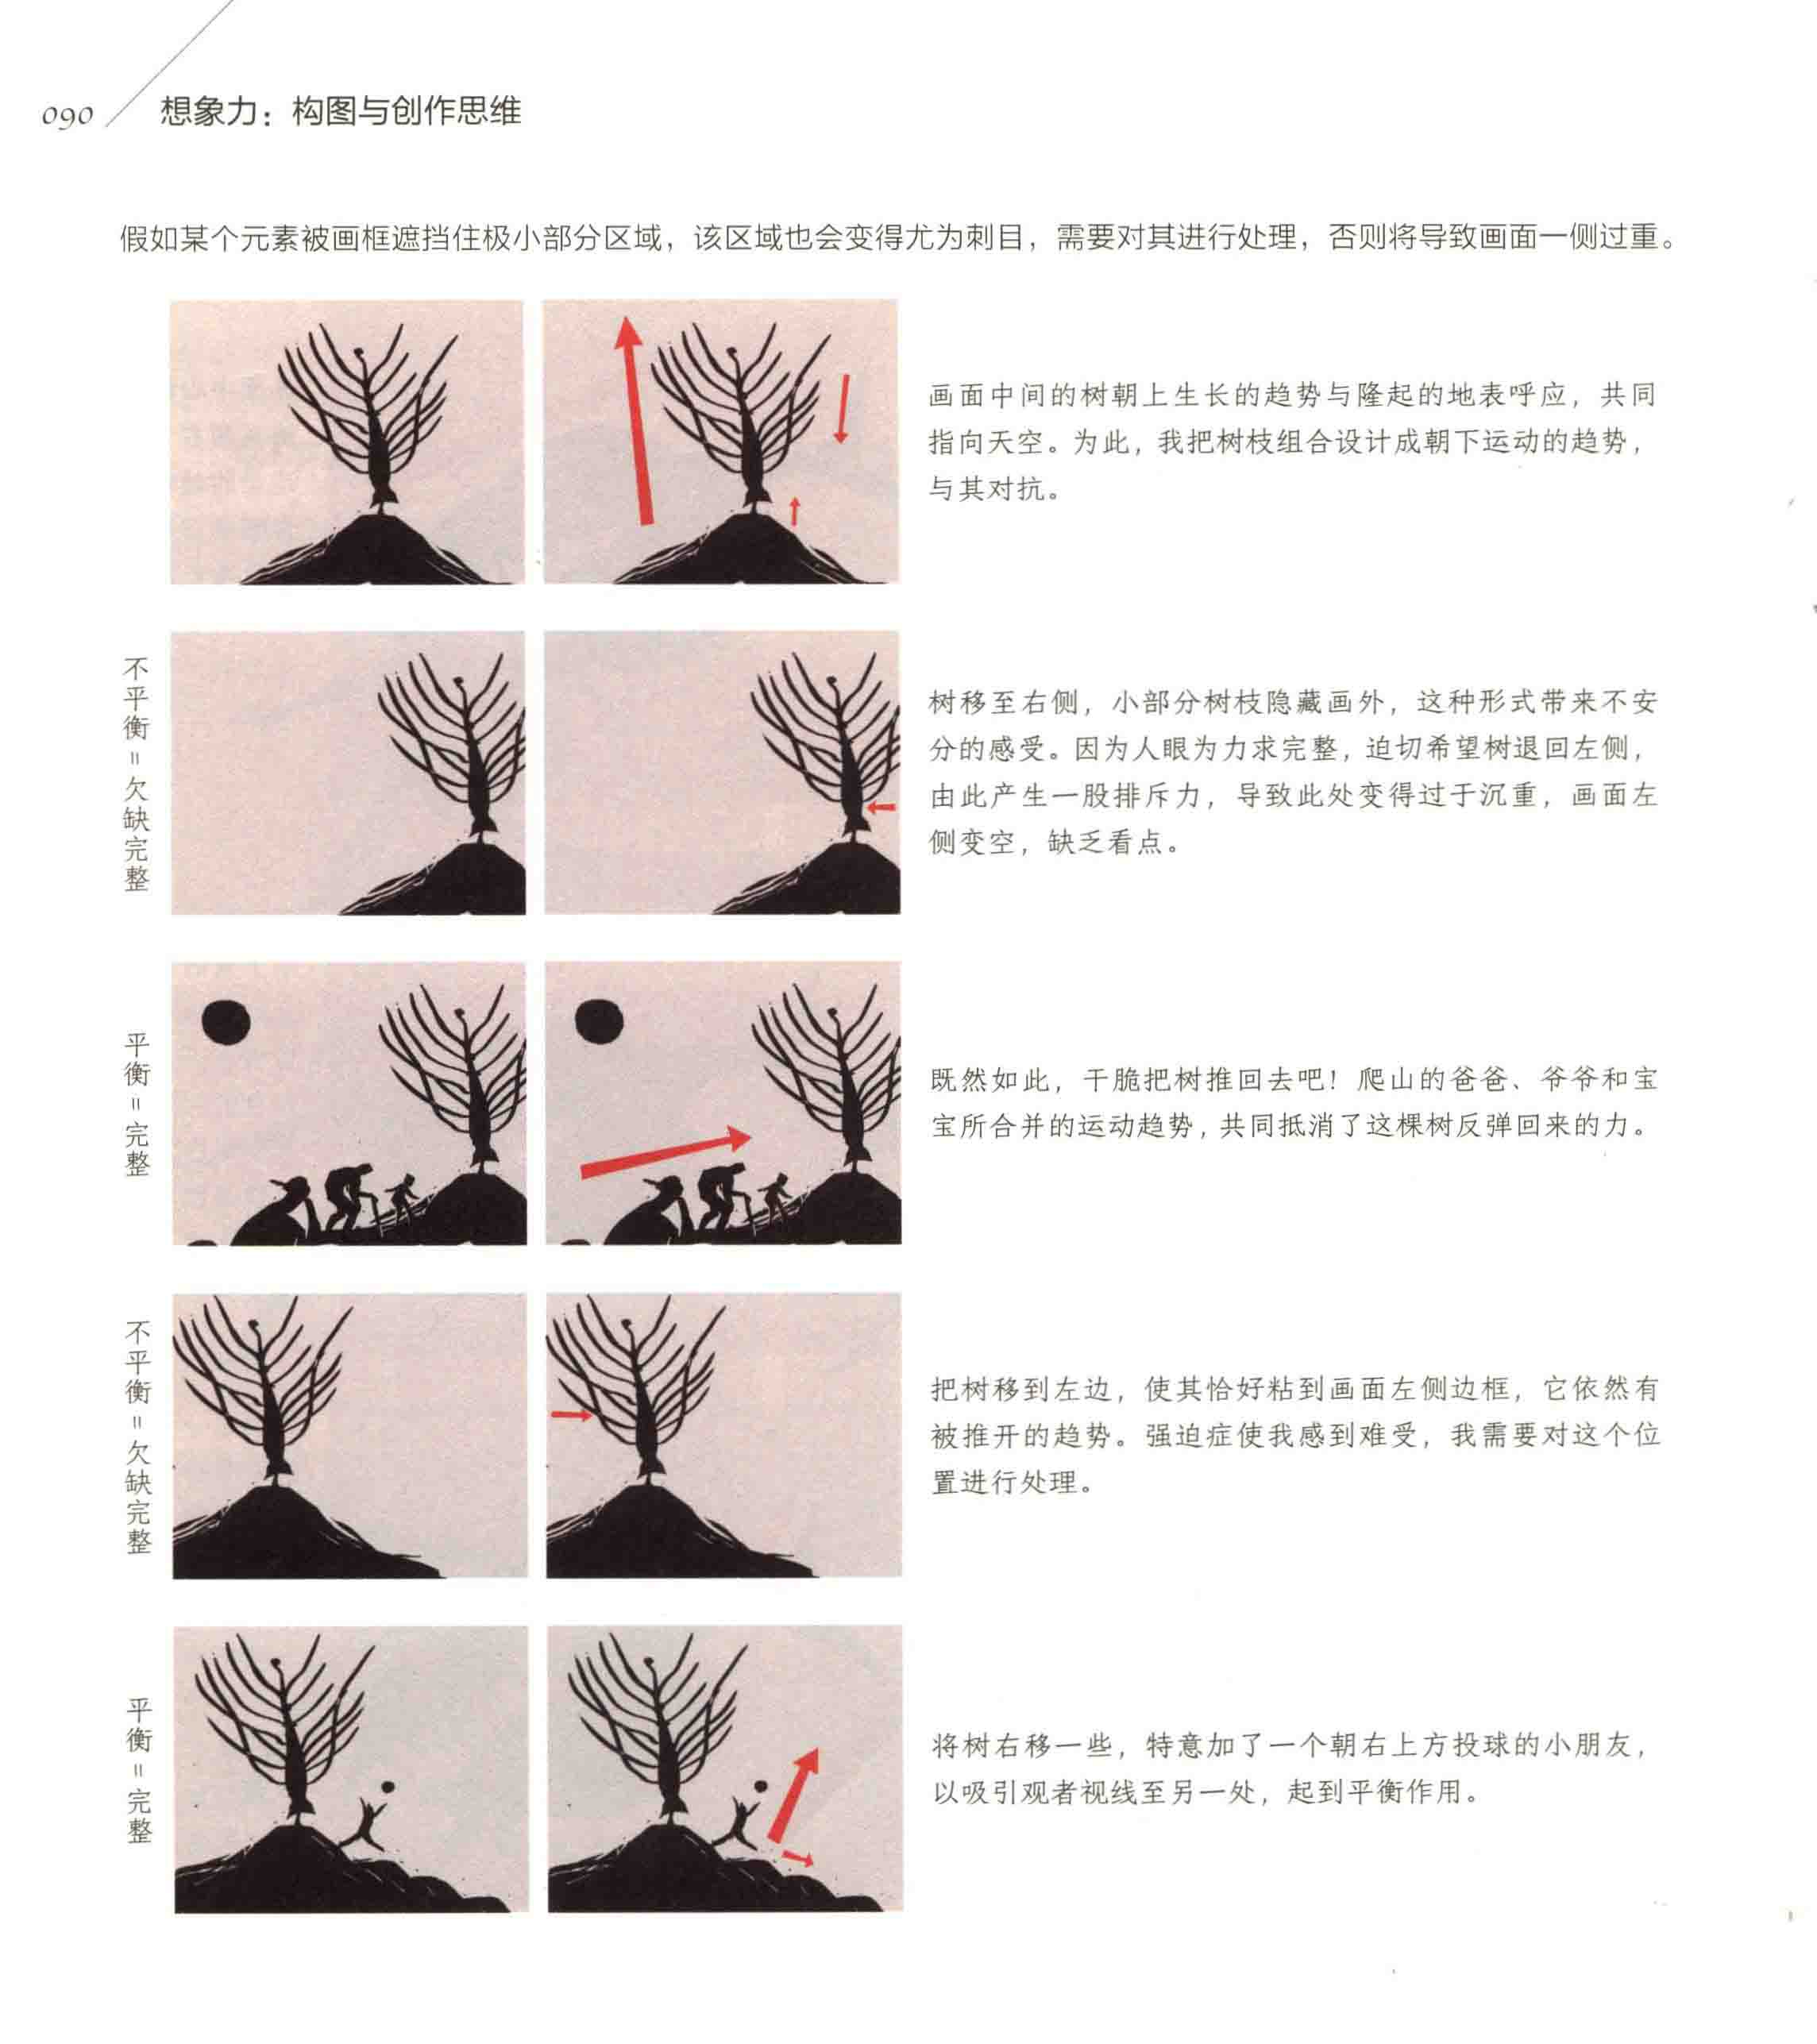 090
想象力：构图与创作思维
假如某个元素被画框遮挡住极小部分区域，该区域也会变得尤为刺目，需要对其进行处理，否则将导致画面一侧过重。
画面中间的树朝上生长的趋势与隆起的地表呼应，共同
指向天空。为此，我把树枝组合设计成朝下运动的趋势，
与其对抗。
不平衡=欠缺完整
树移至右侧，小部分树枝隐藏画外，这种形式带来不安
分的感受。因为人眼为力求完整，迫切希望树退回左侧，
由此产生一股排斥力，导致此处变得过于沉重，画面左
侧变空，缺乏看点。
平衡=完整
既然如此，干脆把树推回去吧！爬山的爸爸、爷爷和宝
宝所合并的运动趋势，共同抵消了这棵树反弹回来的力。
不平衡=欠缺完整
把树移到左边，使其恰好粘到画面左侧边框，它依然有
被推开的趋势。强迫症使我感到难受，我需要对这个位
置进行处理。
平衡=完整
将树右移一些，特意加了一个朝右上方投球的小朋友，
以吸引观者视线至另一处，起到平衡作用。